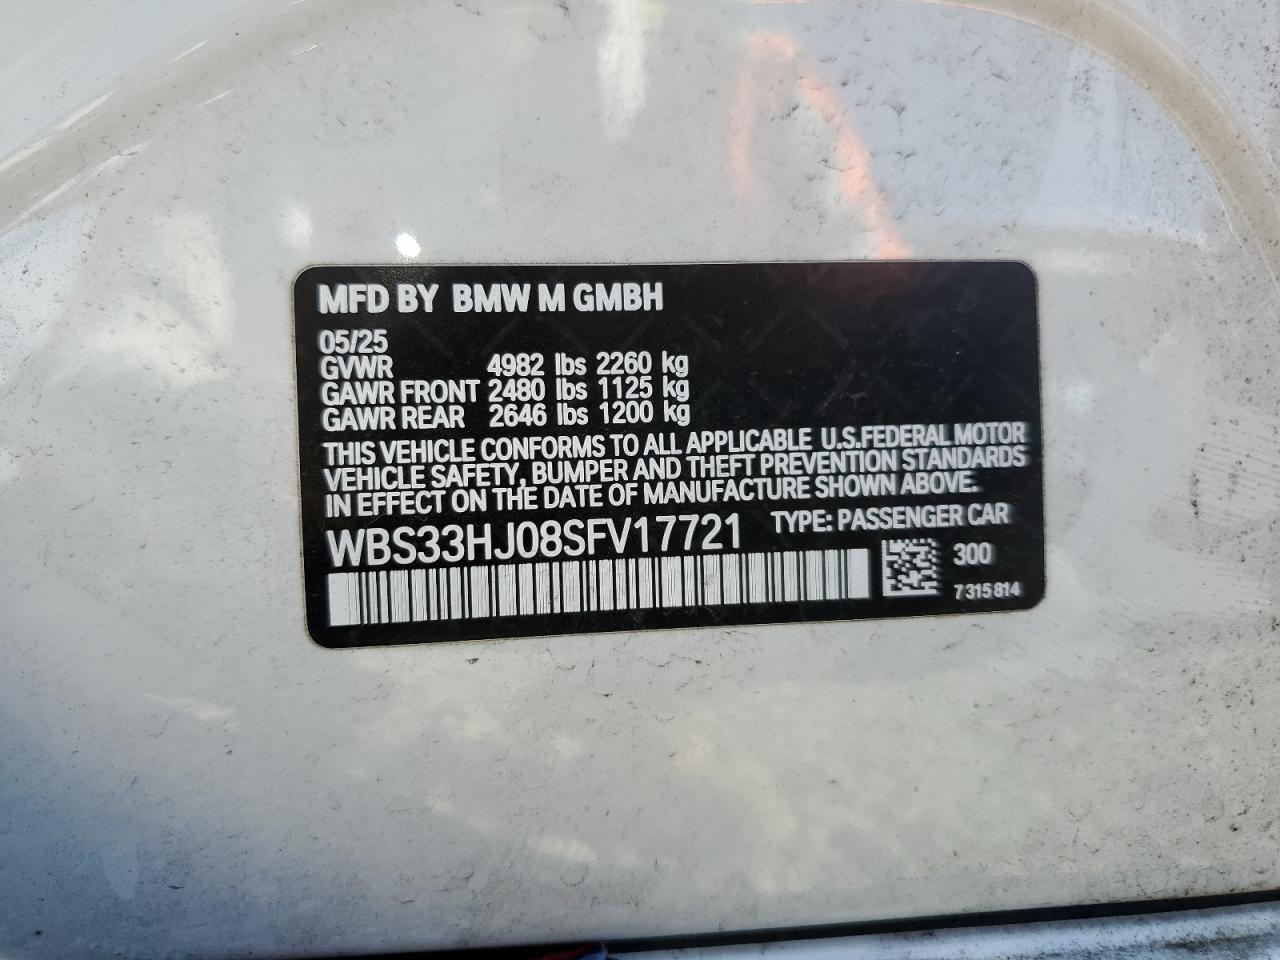 MFD BY BMW M GMBH
05/25
GVWR 4982 lbs 2260 kg
GAWR FRONT 2480 lbs 1125 kg
GAWR REAR 2646 lbs 1200 kg
THIS VEHICLE CONFORMS TO ALL APPLICABLE U.S.FEDERAL MOTOR
VEHICLE SAFETY, BUMPER AND THEFT PREVENTION STANDARDS
IN EFFECT ON THE DATE OF MANUFACTURE SHOWN ABOVE.
WBS33HJ08SFV17721 TYPE: PASSENGER CAR
300
7 315 814